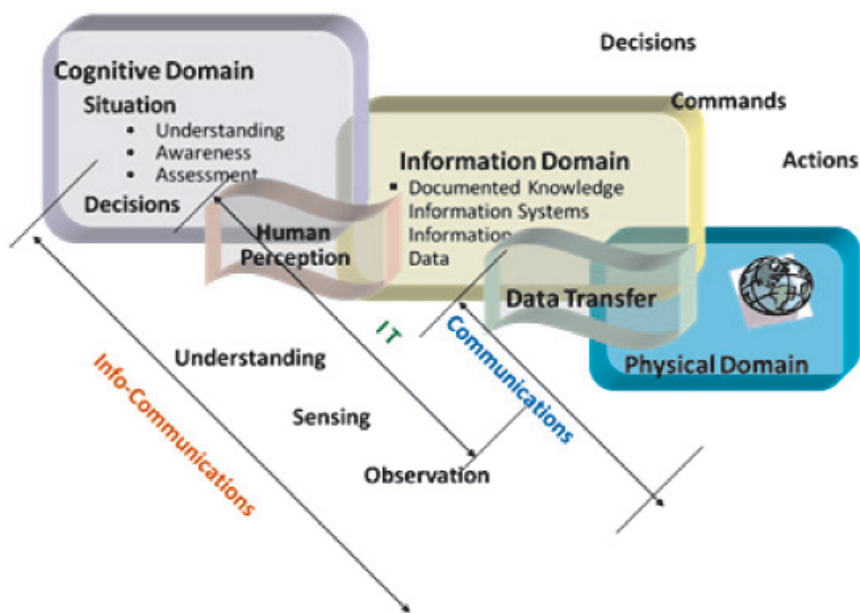 Decisions
Cognitive Domain
Situation
• Understanding
• Awareness
• Assessment
Decisions
Commands
Actions
Information Domain
▪ Documented Knowledge
Information Systems
Information
Data
Human
Perception
Data Transfer
Physical Domain
IT
Communications
Info-Communications
Understanding
Sensing
Observation